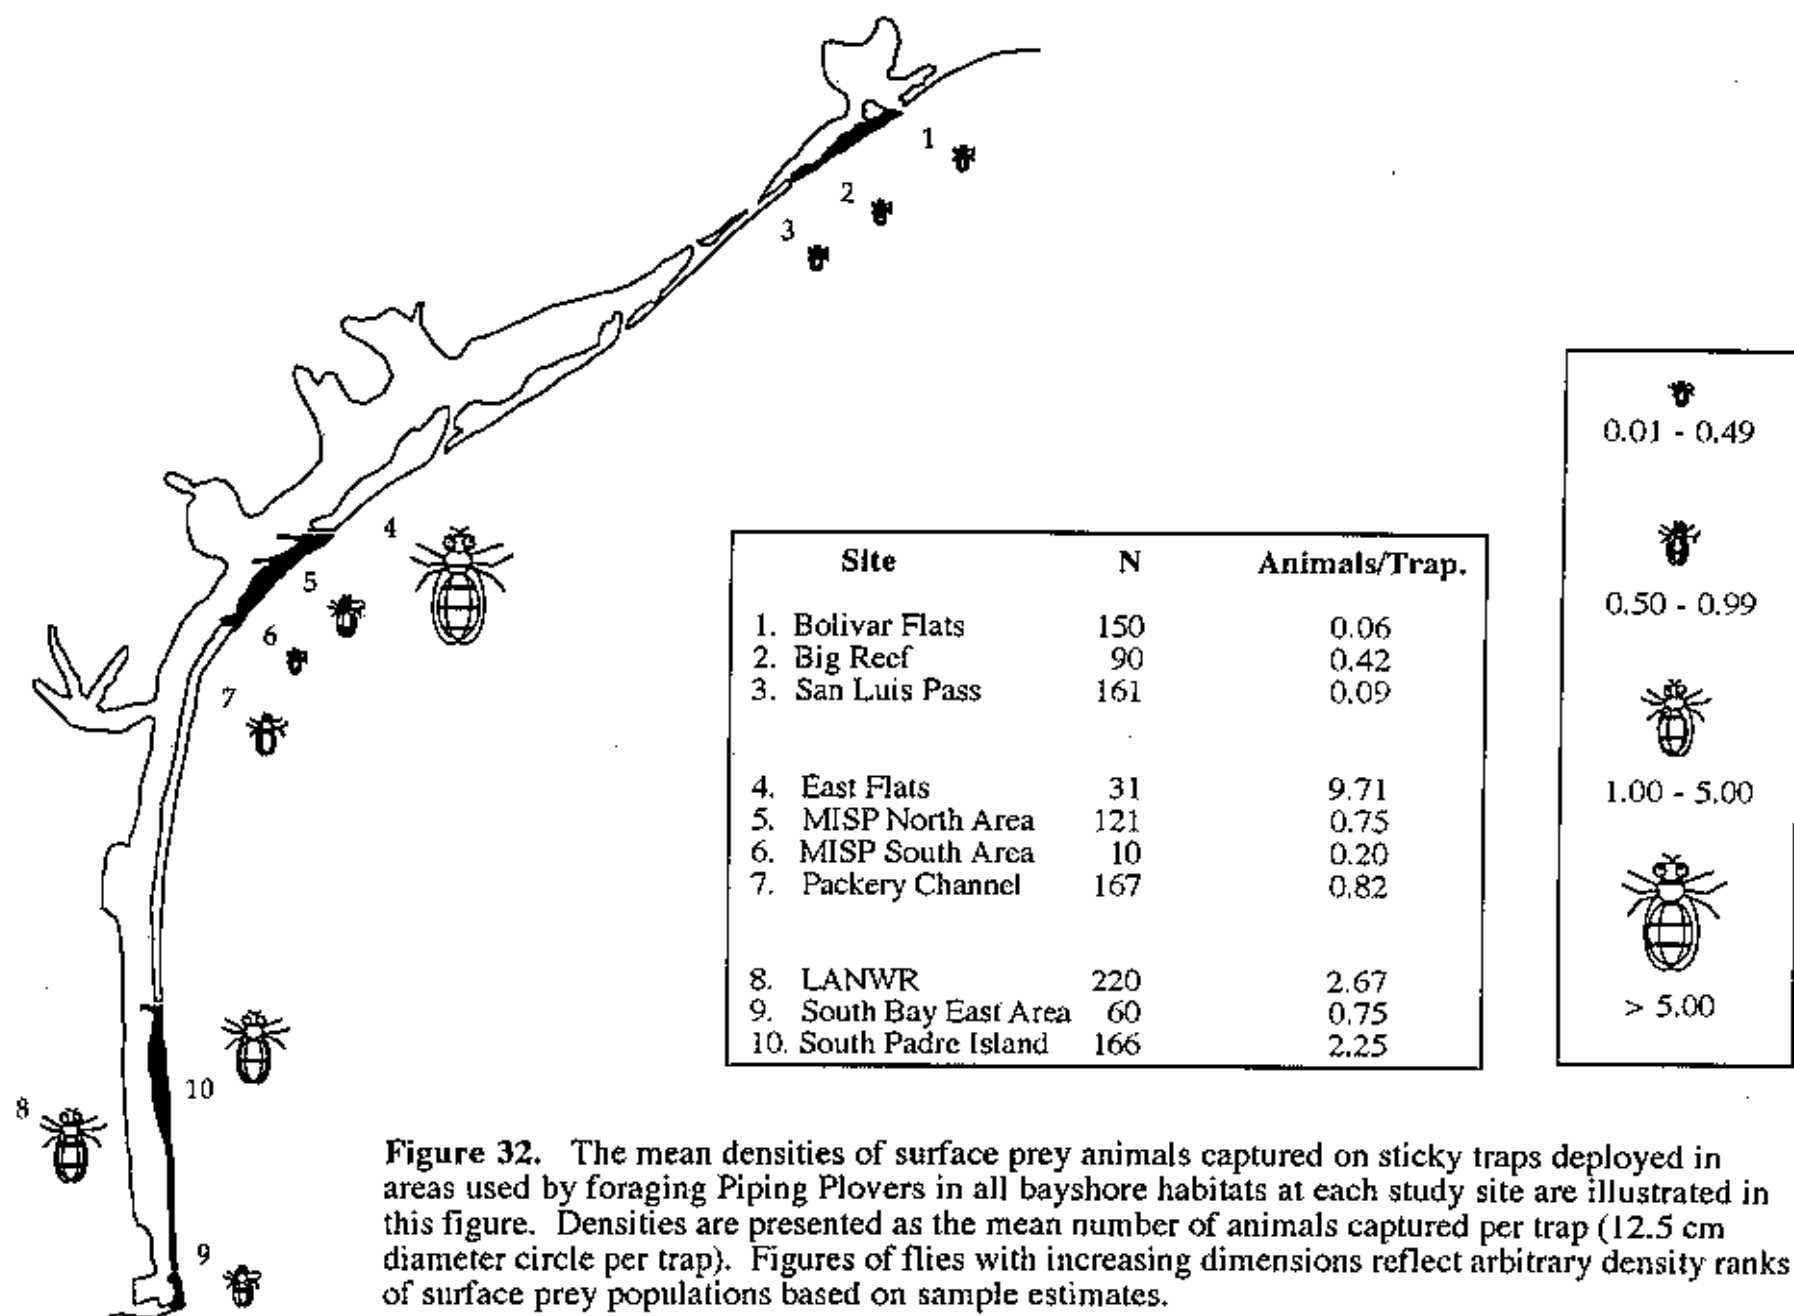 1
2
3
4
5
6
7
8
9
10
Site N Animals/Trap.
1. Bolivar Flats 150 0.06
2. Big Reef 90 0.42
3. San Luis Pass 161 0.09
4. East Flats 31 9.71
5. MISP North Area 121 0.75
6. MISP South Area 10 0.20
7. Packery Channel 167 0.82
8. LANWR 220 2.67
9. South Bay East Area 60 0.75
10. South Padre Island 166 2.25
0.01 - 0.49
0.50 - 0.99
1.00 - 5.00
> 5.00
Figure 32. The mean densities of surface prey animals captured on sticky traps deployed in
areas used by foraging Piping Plovers in all bayshore habitats at each study site are illustrated in
this figure. Densities are presented as the mean number of animals captured per trap (12.5 cm
diameter circle per trap). Figures of flies with increasing dimensions reflect arbitrary density ranks
of surface prey populations based on sample estimates.